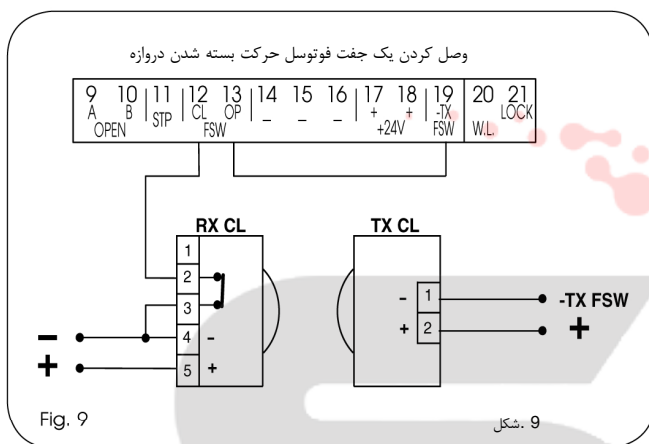 وصل کردن یک جفت فوتوسل حرکت بسته شدن دروازه
9 10 11 12 13 14 15 16 17 18 19 20 21
A B STP CL OP _ _ _ + + -TX W.L. LOCK
OPEN FSW +24V FSW
RX CL
TX CL
1
2
3
4 -
5 +
-
+
- 1
+ 2
-TX FSW
+
Fig. 9
شکل. 9